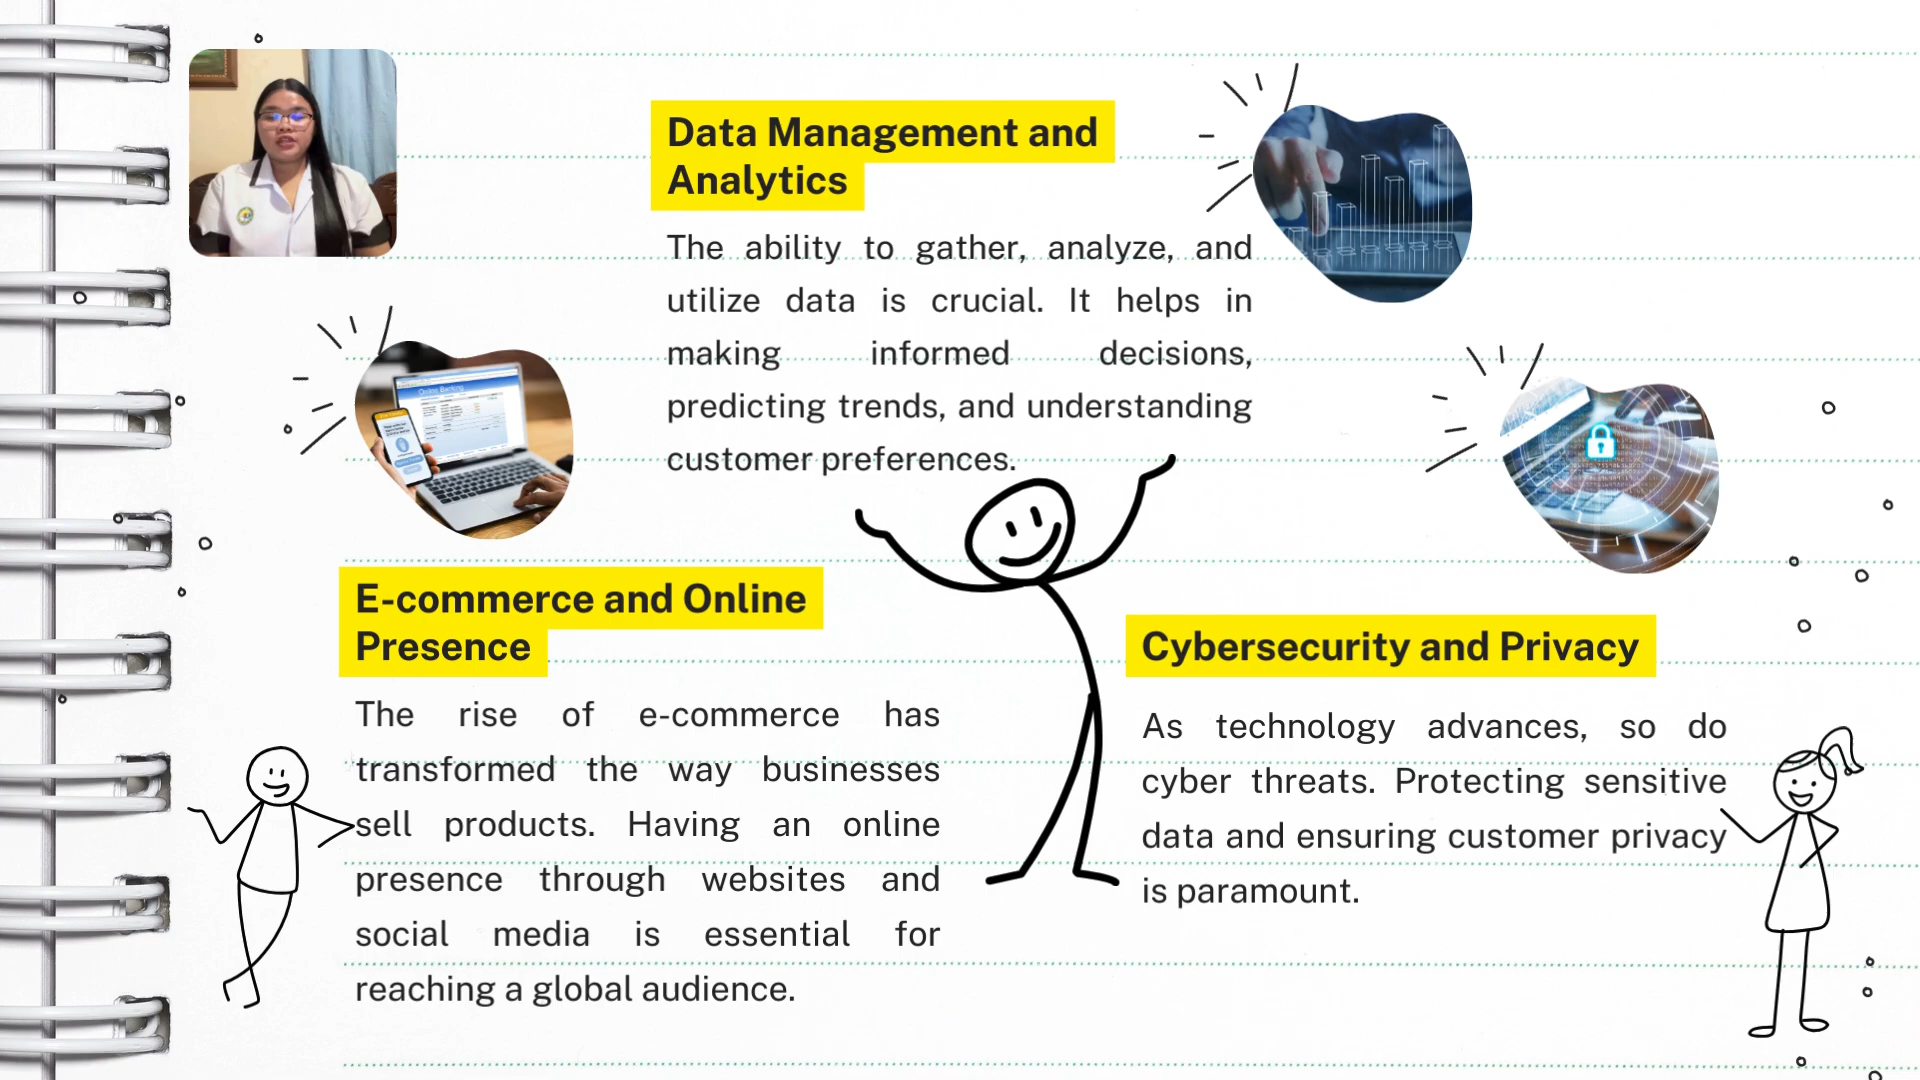 Data Management and
Analytics
The ability to gather, analyze, and
utilize data is crucial. It helps in
making informed decisions,
predicting trends, and understanding
customer preferences.
Online Banking
E-commerce and Online
Presence
The rise of e-commerce has
transformed the way businesses
sell products. Having an online
presence through websites and
social media is essential for
reaching a global audience.
Cybersecurity and Privacy
As technology advances, so do
cyber threats. Protecting sensitive
data and ensuring customer privacy
is paramount.